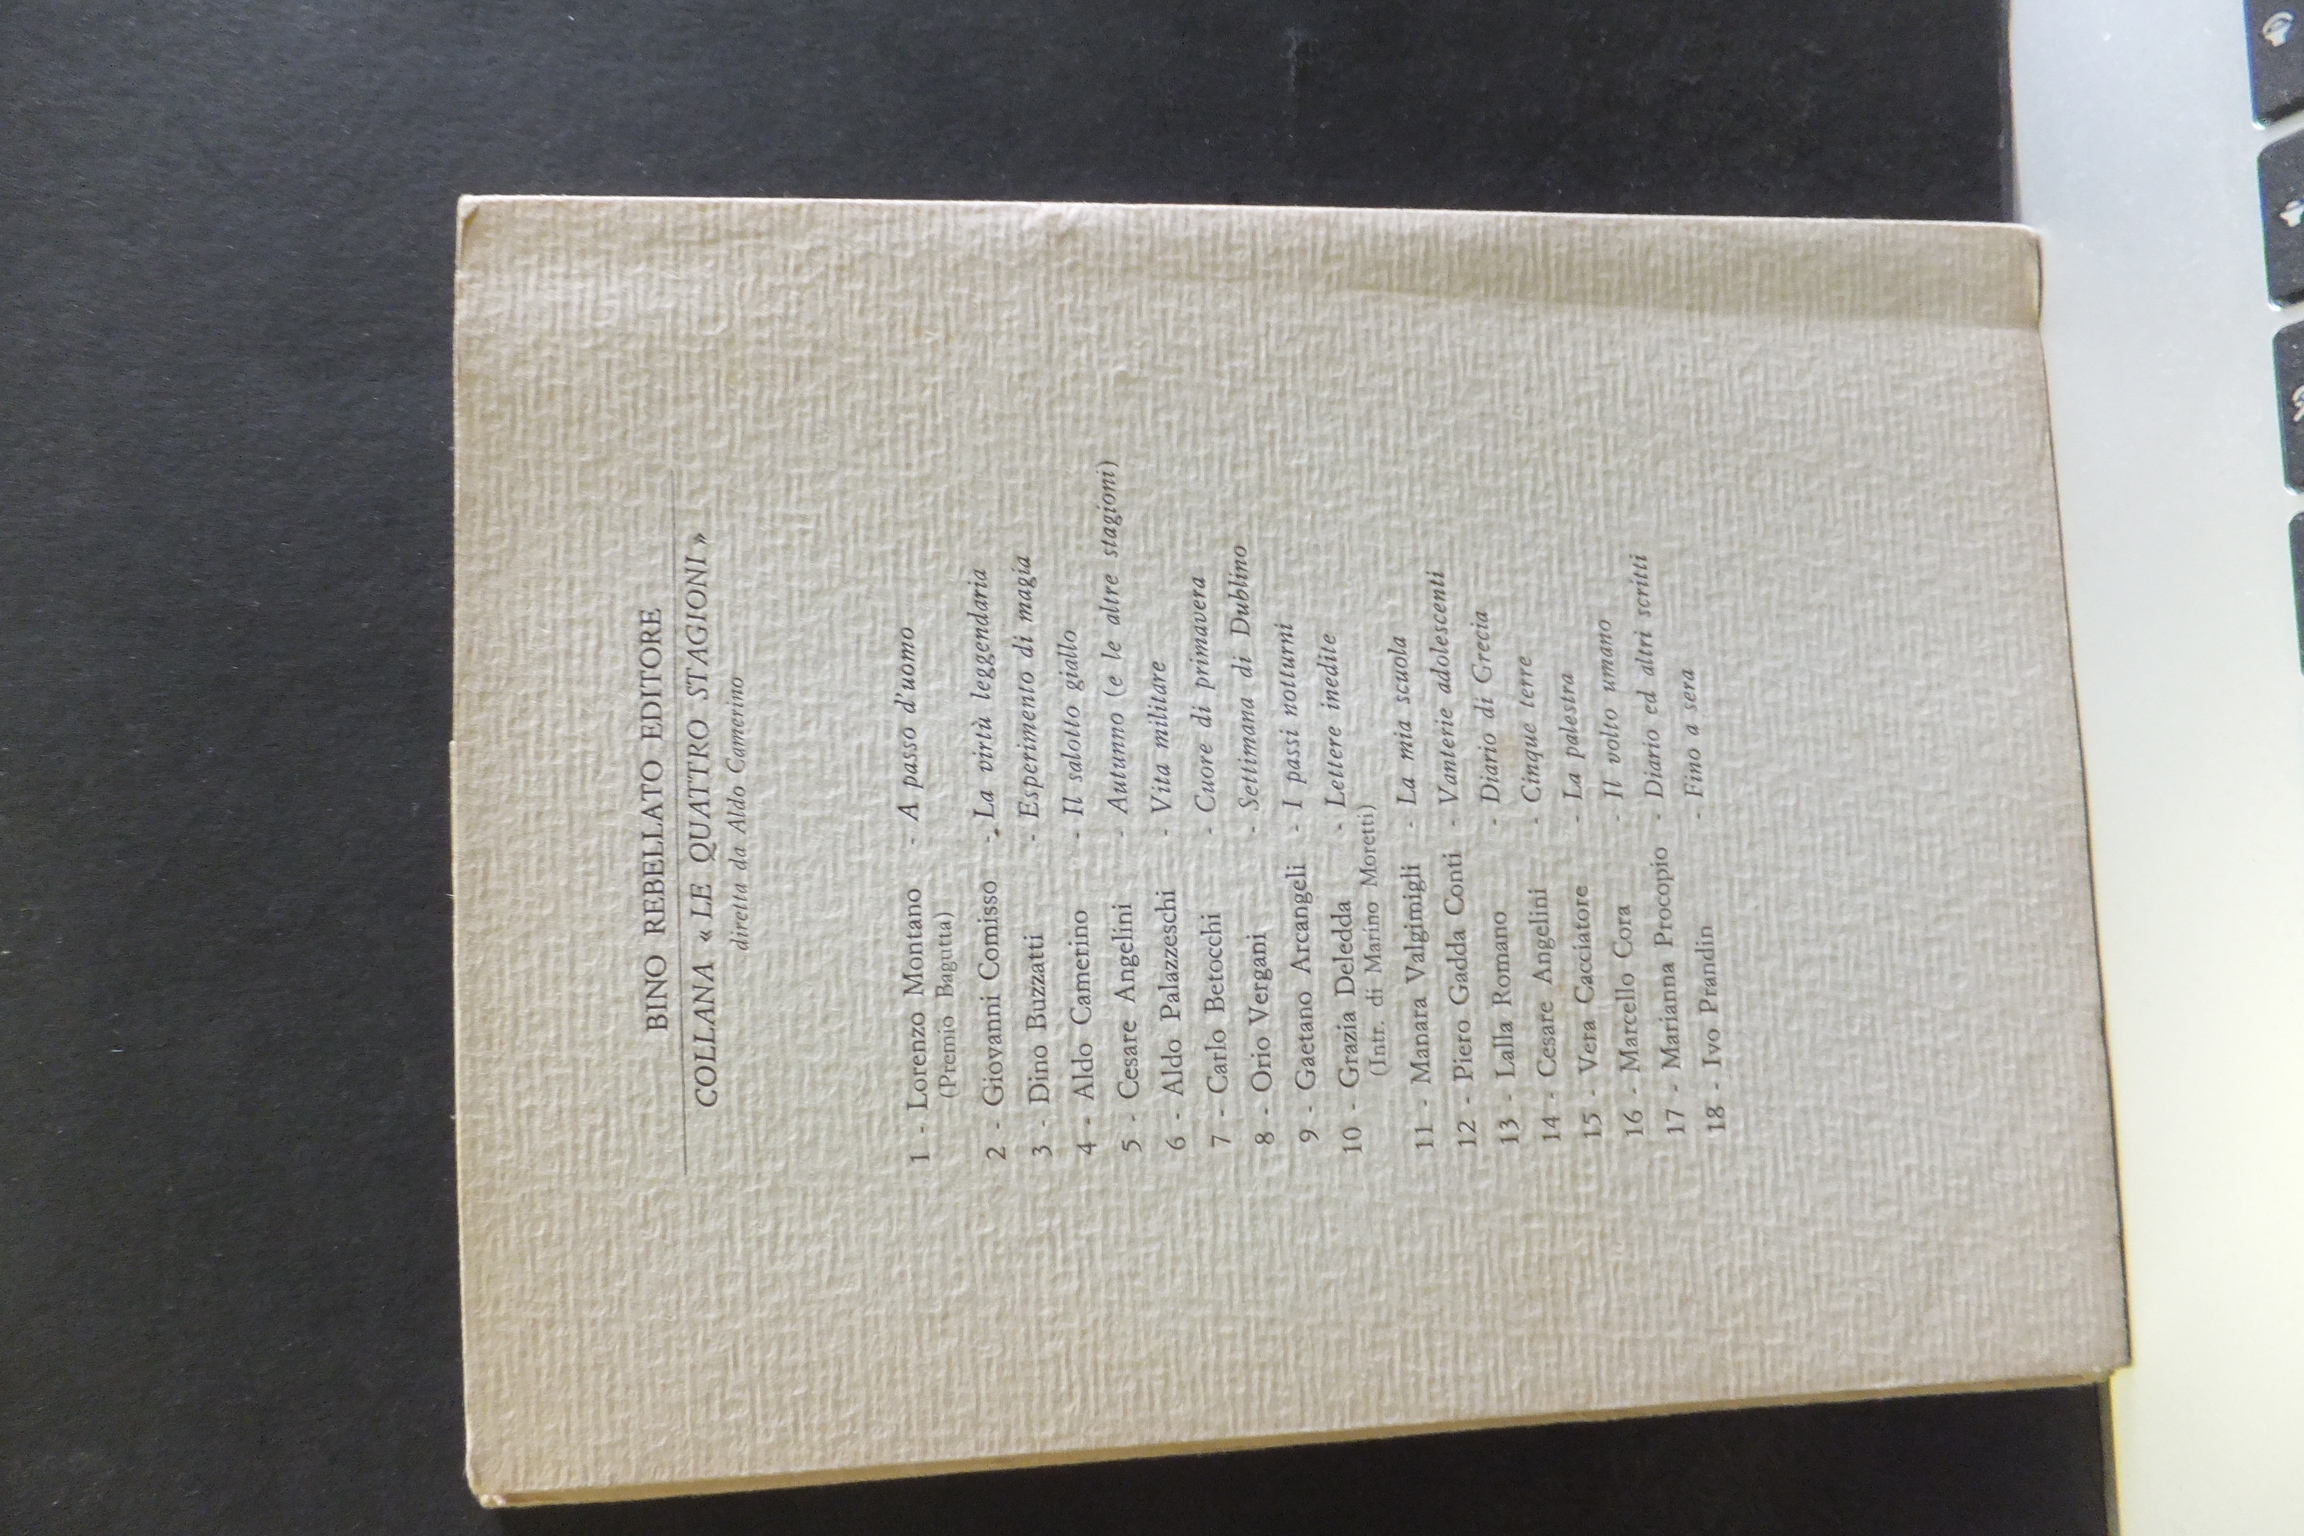 BINO REBELLATO EDITORE
COLLANA « LE QUATTRO STAGIONI »
diretta da Aldo Camerino
1 - Lorenzo Montano - A passo d'uomo
(Premio Bagutta)
2 - Giovanni Comisso - La virtù leggendaria
3 - Dino Buzzatti - Esperimento di magia
4 - Aldo Camerino - Il salotto giallo
5 - Cesare Angelini - Autunno (e le altre stagioni)
6 - Aldo Palazzeschi - Vita militare
7 - Carlo Betocchi - Cuore di primavera
8 - Orio Vergani - Settimana di Dublino
9 - Gaetano Arcangeli - I passi notturni
10 - Grazia Deledda - Lettere inedite
(Intr. di Marino Moretti)
11 - Manara Valgimigli - La mia scuola
12 - Piero Gadda Conti - Vanterie adolescenti
13 - Lalla Romano - Diario di Grecia
14 - Cesare Angelini - Cinque terre
15 - Vera Cacciatore - La palestra
16 - Marcello Cora - Il volto umano
17 - Marianna Procopio - Diario ed altri scritti
18 - Ivo Prandin - Fino a sera